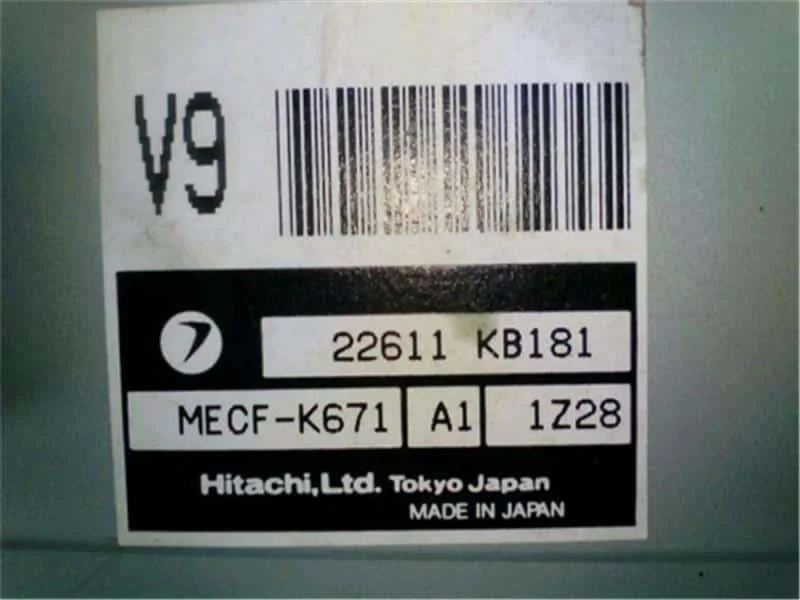 V9
22611 KB181
MECF-K671 A1 1Z28
Hitachi,Ltd. Tokyo Japan
MADE IN JAPAN